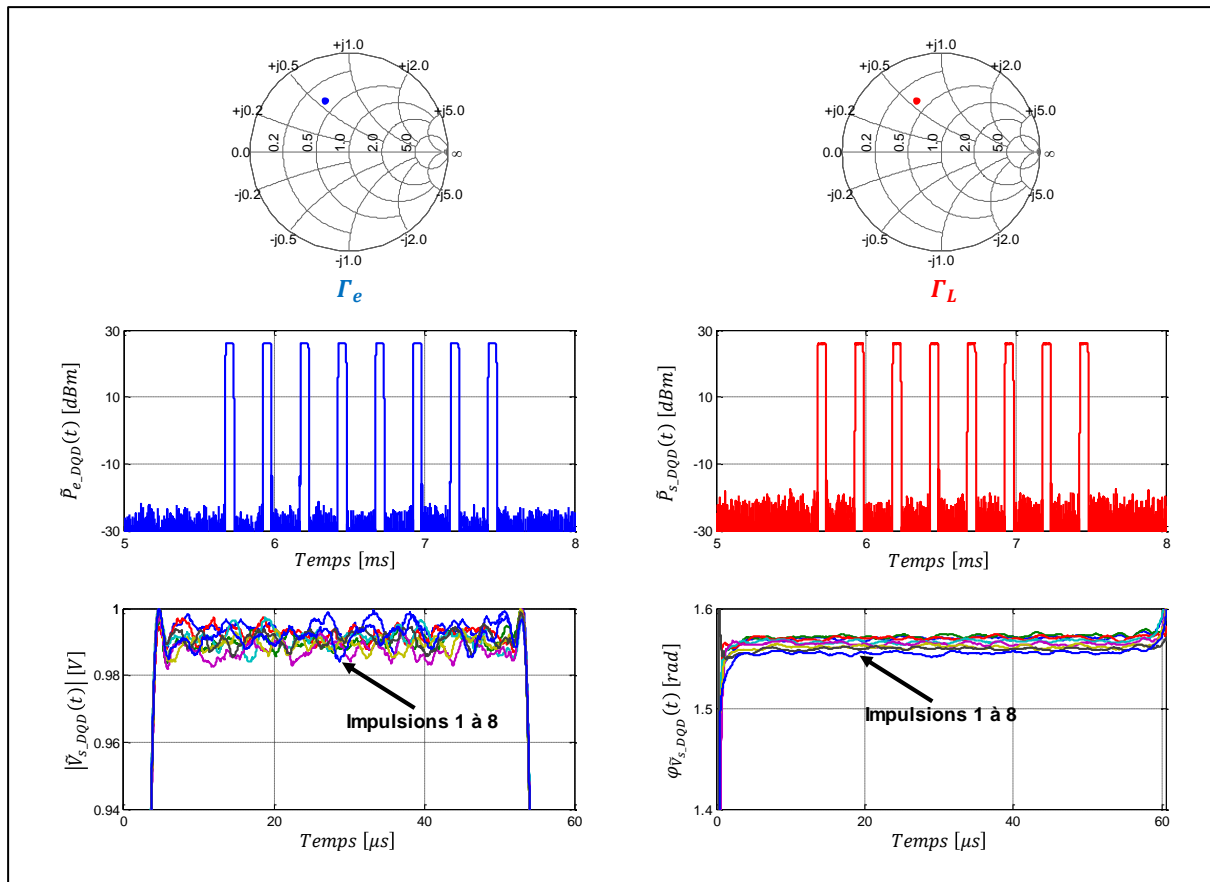 +j1.0
+j0.5 +j2.0
+j0.2 +j5.0
0.0 0.2 0.5 1.0 2.0 5.0 ∞
-j0.2 -j5.0
-j0.5 -j2.0
-j1.0
Γe
+j1.0
+j0.5 +j2.0
+j0.2 +j5.0
0.0 0.2 0.5 1.0 2.0 5.0 ∞
-j0.2 -j5.0
-j0.5 -j2.0
-j1.0
ΓL
P̃e_DQD(t) [dBm]
30
10
-10
-30
5 6 7 8
Temps [ms]
P̃s_DQD(t) [dBm]
30
10
-10
-30
5 6 7 8
Temps [ms]
|Ṽs_DQD(t)| [V]
1
0.98
0.96
0.94
Impulsions 1 à 8
0 20 40 60
Temps [μs]
φṽs_DQD(t) [rad]
1.6
1.5
1.4
Impulsions 1 à 8
0 20 40 60
Temps [μs]